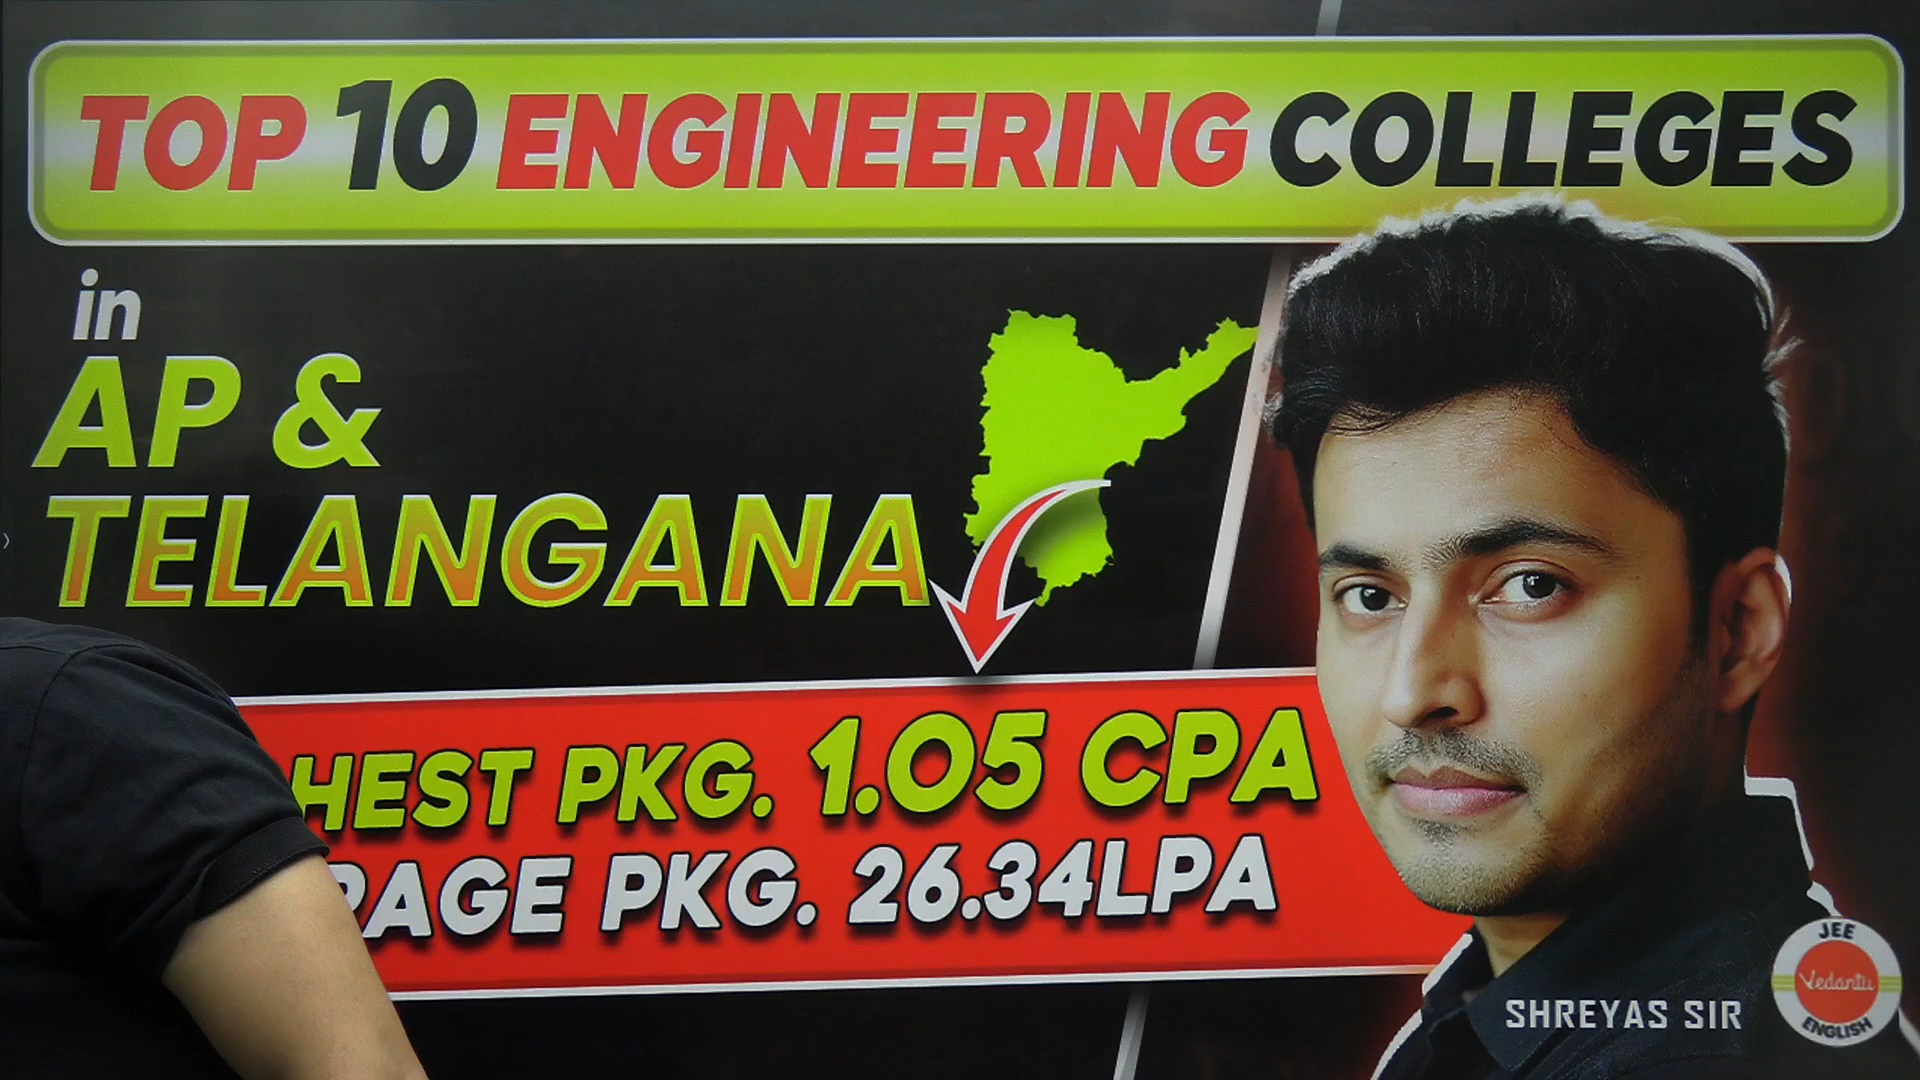 TOP 10 ENGINEERING COLLEGES
in
AP &
TELANGANA
HEST PKG. 1.05 CPA
RAGE PKG. 26.34LPA
SHREYAS SIR
JEE
Vedantu
ENGLISH